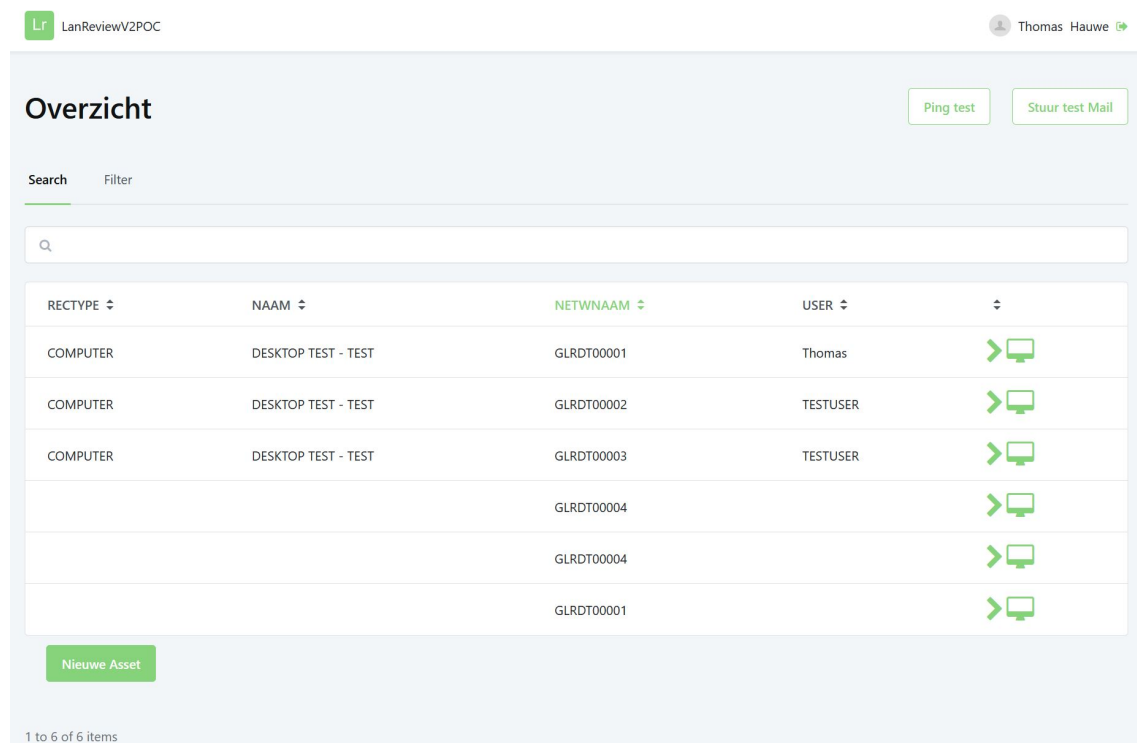 Lr LanReviewV2POC Thomas Hauwe
Overzicht Ping test Stuur test Mail
Search Filter
RECTYPE NAAM NETWNAAM USER
COMPUTER DESKTOP TEST - TEST GLRDT00001 Thomas
COMPUTER DESKTOP TEST - TEST GLRDT00002 TESTUSER
COMPUTER DESKTOP TEST - TEST GLRDT00003 TESTUSER
GLRDT00004
GLRDT00004
GLRDT00001
Nieuwe Asset
1 to 6 of 6 items